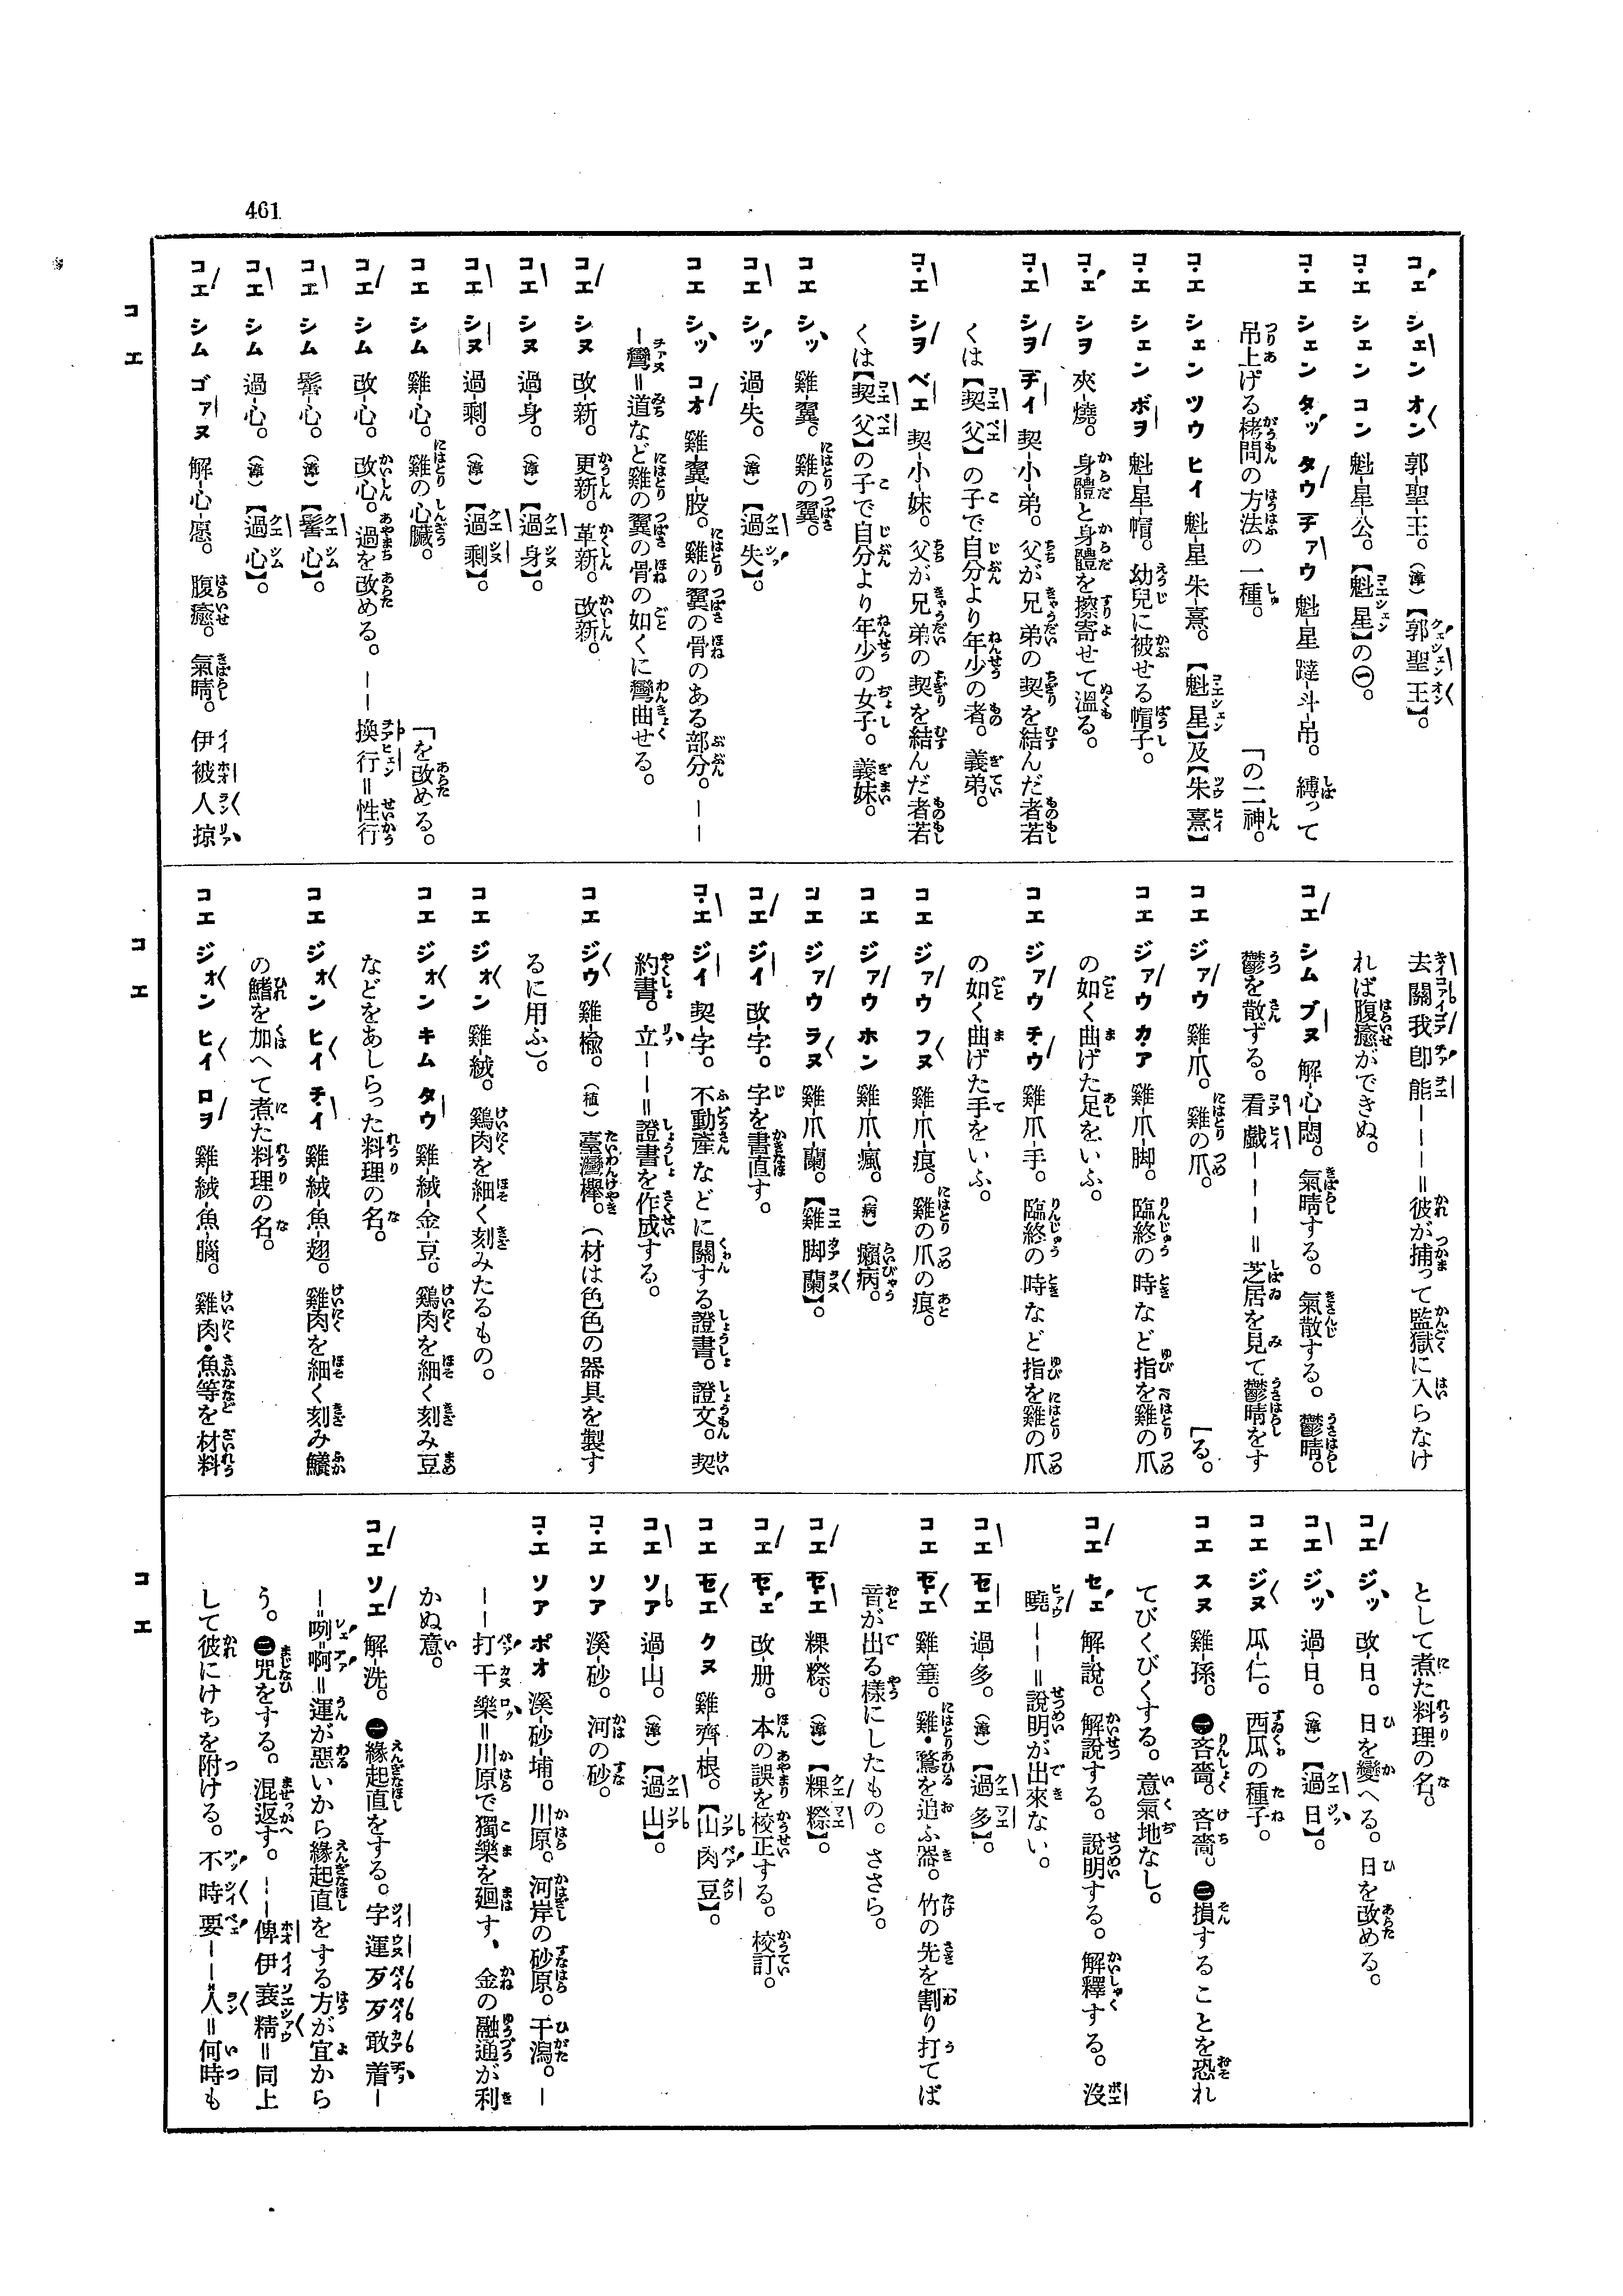 461
コエ シェン オン 郭-聖-王。（漳）【郭聖王】。
コエ シェン コン 魁-星-公。【魁星】の㊀。
コエ シェン タッ タウ チァウ 魁-星 躂-斗-吊。 縛って
吊上げる栲問の方法の一種。 「の二神。
コエ シェン ツウ ヒイ 魁-星 朱-熹。【魁星】及【朱熹】
コエ シェン ボヲ 魁-星-帽。幼兒に被せる帽子。
コエ シヲ 夾-燒。身體と身體を擦寄せて溫る。
コエ シヲ チイ 契-小-弟。父が兄弟の契を結んだ者若
くは【契父】の子で自分より年少の者。義弟。
コエ シヲ ベエ 契-小-妹。父が兄弟の契を結んだ者若
くは【契父】の子で自分より年少の女子。義妹。
コエ シッ 雞-翼。雞の翼。
コエ シッ 過-失。（漳）【過失】。
コエ シッ コオ 雞-翼-股。雞の翼の骨のある部分。――
―彎＝道など雞の翼の骨の如くに彎曲せる。
コエ シヌ 改-新。更新。革新。改新。
コエ シヌ 過-身。（漳）【過身】。
コエ シヌ 過-剩。（漳）【過剩】。
コエ シム 雞-心。雞の心臟。 「を改める。
コエ シム 改-心。改心。過を改める。――換行＝性行
コエ シム 髻-心。（漳）【髻心】。
コエ シム 過-心。（漳）【過心】。
コエ シム ゴァヌ 解-心-愿。腹癒。氣晴。伊被人掠
去關我卽能――――＝彼が捕って監獄に入らなけ
れば腹癒ができぬ。
コエ シム ブヌ 解-心-悶。氣晴する。氣散する。鬱晴。
鬱を散ずる。看戲――――＝芝居を見て鬱晴をす
コエ ジァウ 雞-爪。雞の爪。 「る。
コエ ジァウ カア 雞-爪-脚。臨終の時など指を雞の爪
の如く曲げた足をいふ。
コエ ジァウ チウ 雞-爪-手。臨終の時など指を雞の爪
の如く曲げた手をいふ。
コエ ジァウ フヌ 雞-爪-痕。雞の爪の痕。
コエ ジァウ ホン 雞-爪-瘋。（病）癩病。
コエ ジァウ ラヌ 雞-爪-蘭。【雞脚蘭】。
コエ ジイ 改-字。字を書直す。
コエ ジイ 契-字。不動產などに關する證書。證文。契
約書。立――＝證書を作成する。
コエ ジウ 雞-楡。（植）臺灣欅。（材は色色の器具を製す
るに用ふ）。
コエ ジォン 雞-絨。鶏肉を細く刻みたるもの。
コエ ジォン キム タウ 雞-絨-金-豆。鶏肉を細く刻み豆
などをあしらった料理の名。
コエ ジォン ヒイ チイ 雞-絨-魚-翅。雞肉を細く刻み鱶
の鰭を加へて煮た料理の名。
コエ ジォン ヒイ ロヲ 雞-絨-魚-腦。雞肉・魚等を材料
として煮た料理の名。
コエ ジッ 改-日。日を變へる。日を改める。
コエ ジッ 過-日。（漳）【過日】。
コエ ジヌ 瓜-仁。西瓜の種子。
コエ スヌ 雞-孫。㊀吝嗇。吝嗇。㊁損することを恐れ
てびくびくする。意氣地なし。
コエ セェ 解-說。解說する。說明する。解釋する。沒
曉――＝說明が出來ない。
コエ セエ 過-多。（漳）【過多】。
コエ セエ 雞-箠。雞・鶩を追ふ器。竹の先を割り打てば
音が出る樣にしたもの。ささら。
コエ セエ 粿-粽。（漳）【粿粽】。
コエ セェ 改-册。本の誤を校正する。校訂。
コエ セエ クヌ 雞-齊-根。【山肉豆】。
コエ ソア 過-山。（漳）【過山】。
コエ ソア 溪-砂。河の砂。
コエ ソア ポオ 溪-砂-埔。川原。河岸の砂原。干潟。―
――打干樂＝川原で獨樂を廻す、金の融通が利
かぬ意。
コエ ソエ 解-洗。㊀緣起直をする。字運歹歹敢着―
―＝咧＝啊＝運が惡いから緣起直をする方が宜から
う。㊁咒をする。混返す。――俾伊衰精＝同上
して彼にけちを附ける。不時要――人＝何時も
コエ
コエ
コエ